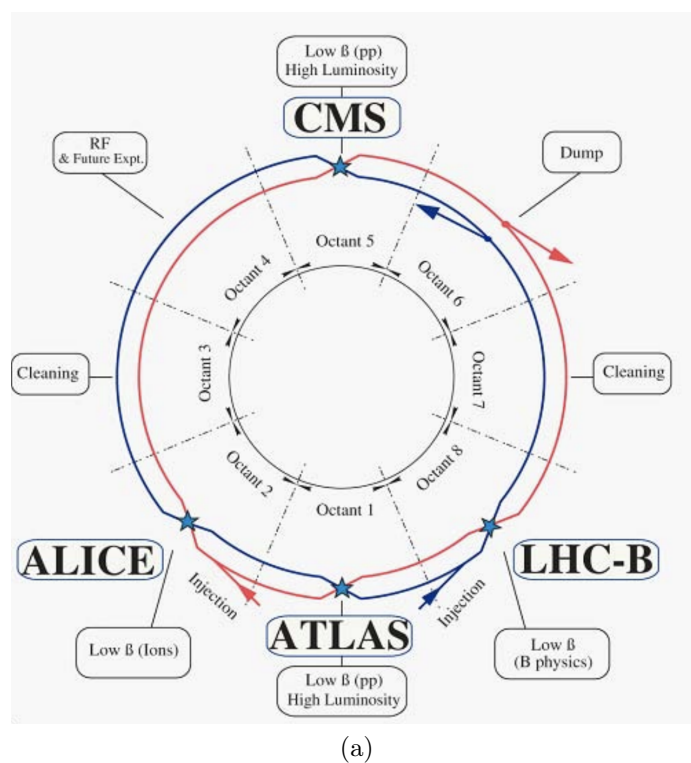 Low ß (pp)
High Luminosity
CMS
RF
& Future Expt.
Dump
Octant 5
Octant 4
Octant 6
Cleaning
Octant 3
Octant 7
Cleaning
Octant 2
Octant 8
Octant 1
ALICE
LHC-B
Injection
Injection
ATLAS
Low ß (Ions)
Low ß
(B physics)
Low ß (pp)
High Luminosity
(a)